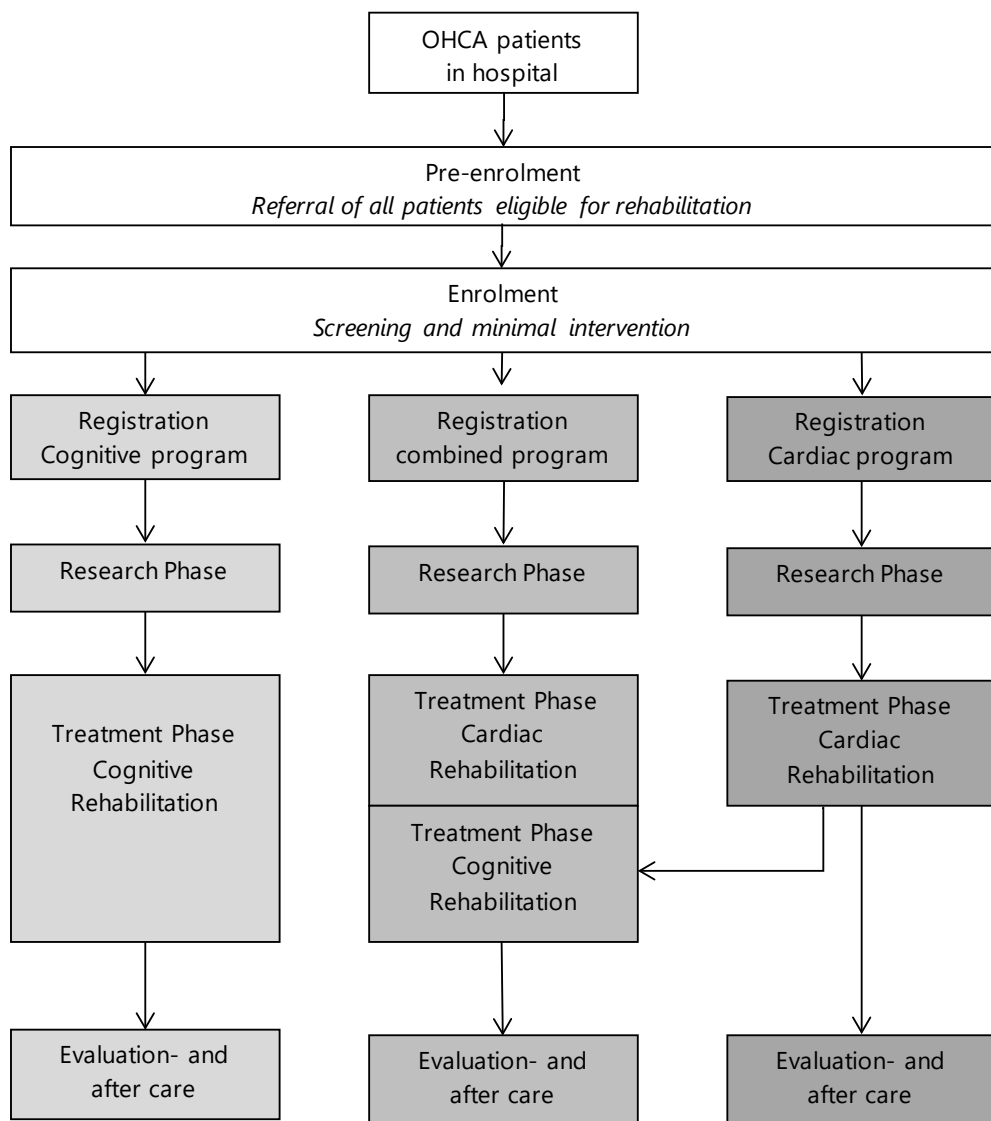 OHCA patients
in hospital
Pre-enrolment
Referral of all patients eligible for rehabilitation
Enrolment
Screening and minimal intervention
Registration
Cognitive program
Registration
combined program
Registration
Cardiac program
Research Phase
Research Phase
Research Phase
Treatment Phase
Cognitive
Rehabilitation
Treatment Phase
Cardiac
Rehabilitation
Treatment Phase
Cardiac
Rehabilitation
Treatment Phase
Cognitive
Rehabilitation
Evaluation- and
after care
Evaluation- and
after care
Evaluation- and
after care